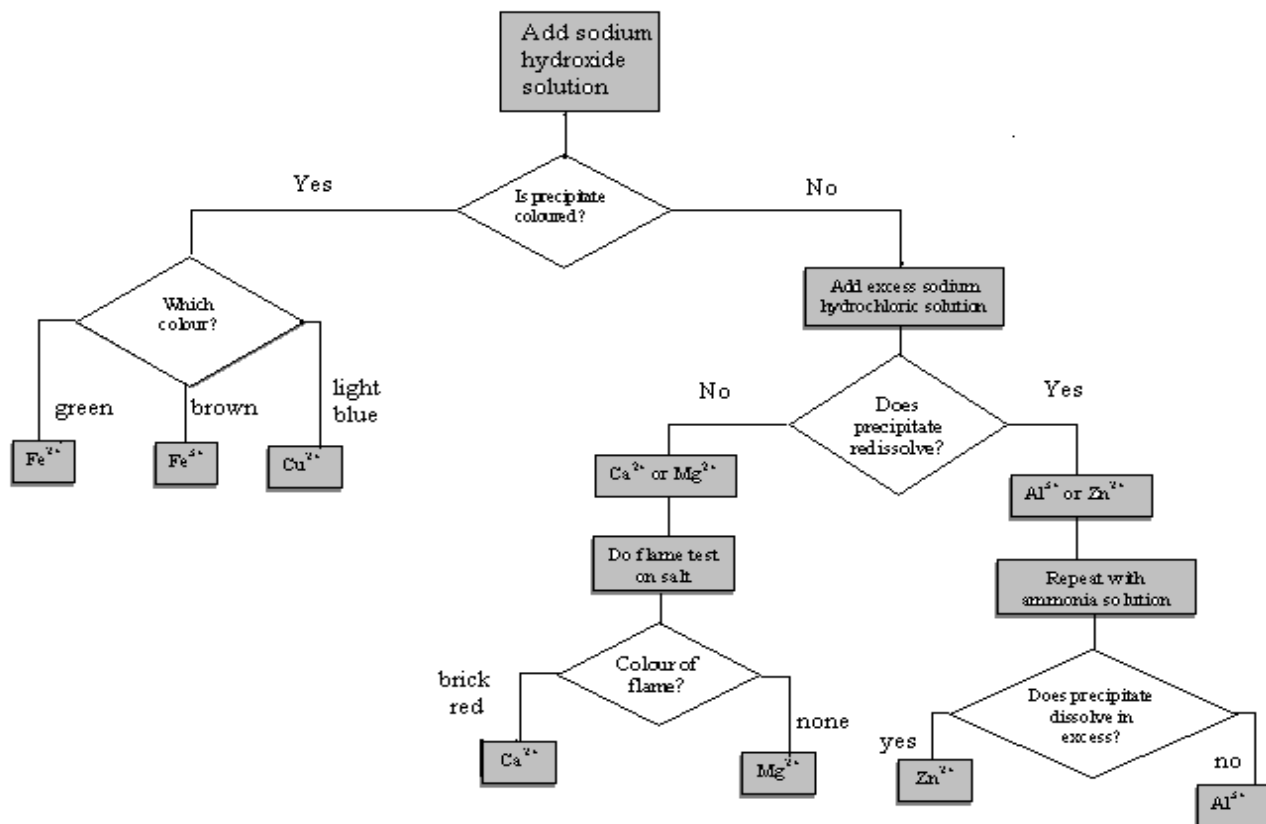 Add sodium
hydroxide
solution
Yes
Is precipitate
coloured?
No
Which
colour?
Add excess sodium
hydrochloric solution
green
brown
light
blue
Fe²⁺
Fe³⁺
Cu²⁺
No
Does
precipitate
redissolve?
Yes
Ca²⁺ or Mg²⁺
Al³⁺ or Zn²⁺
Do flame test
on salt
Repeat with
ammonia solution
brick
red
Colour of
flame?
none
Does precipitate
dissolve in
excess?
yes
no
Ca²⁺
Mg²⁺
Zn²⁺
Al³⁺